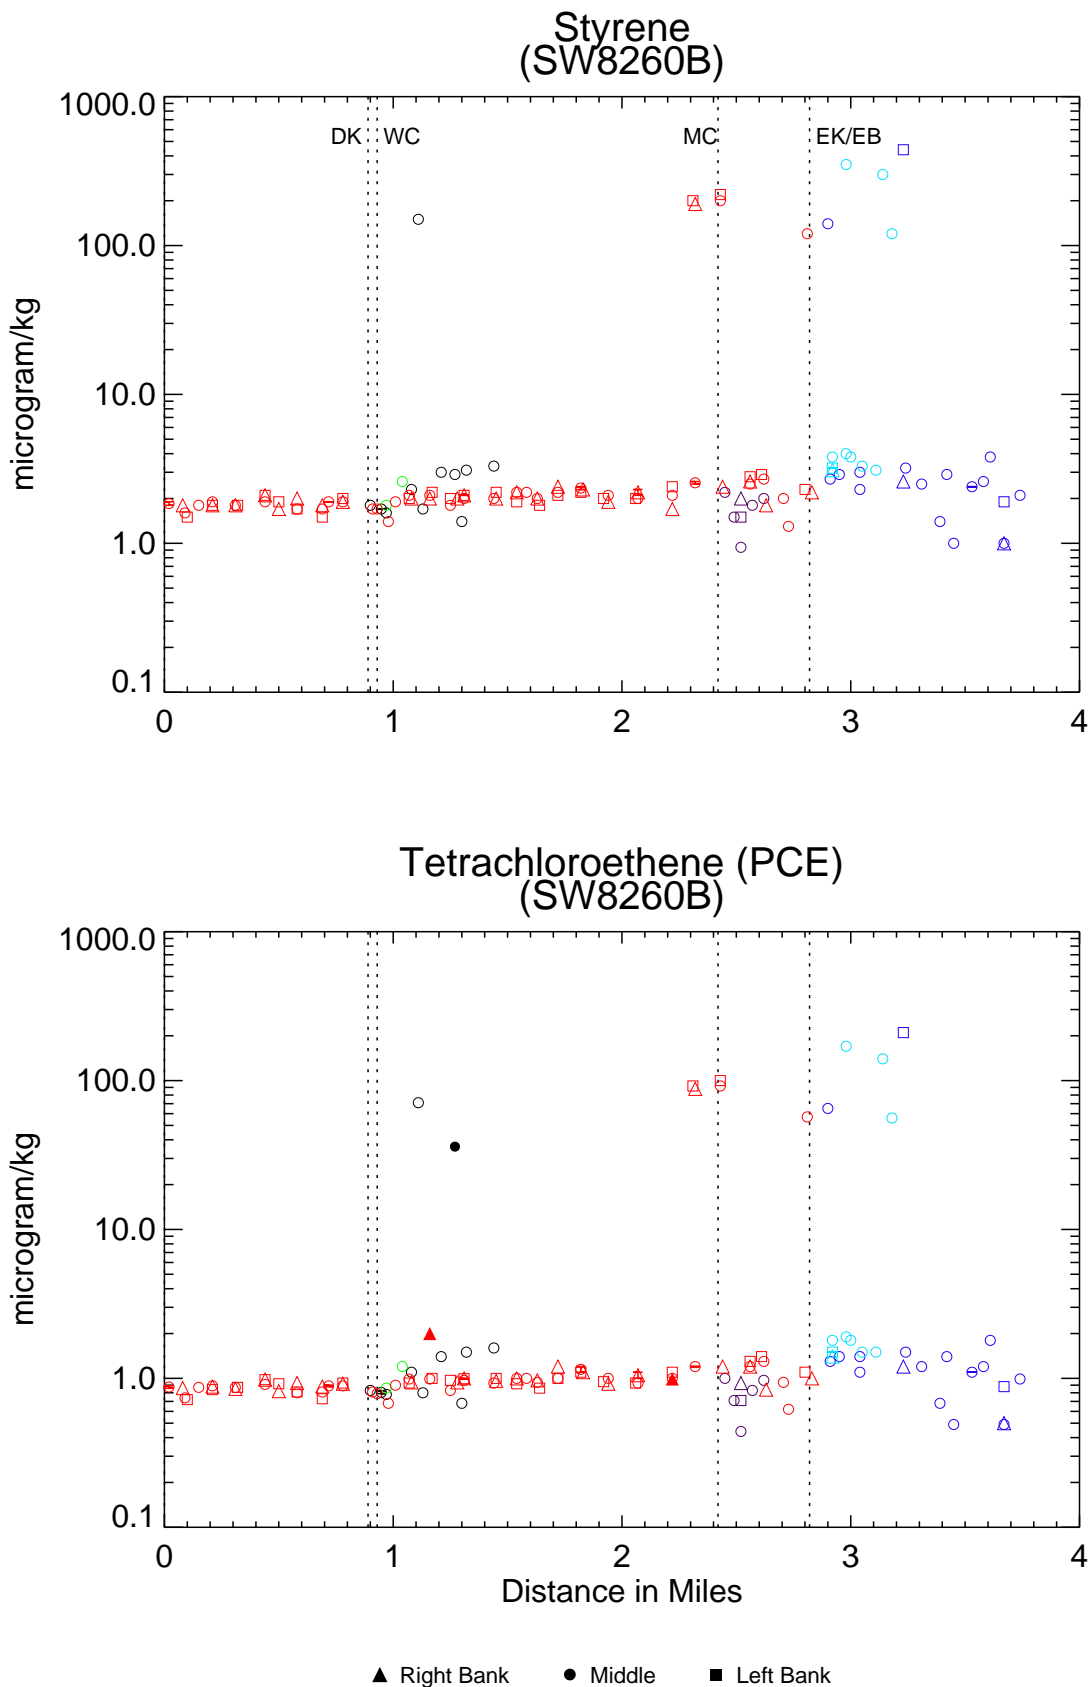 Styrene
(SW8260B)
1000.0
DK WC MC EK/EB
100.0
microgram/kg
10.0
1.0
0.1
0 1 2 3 4
Tetrachloroethene (PCE)
(SW8260B)
1000.0
100.0
microgram/kg
10.0
1.0
0.1
0 1 2 3 4
Distance in Miles
Right Bank Middle Left Bank